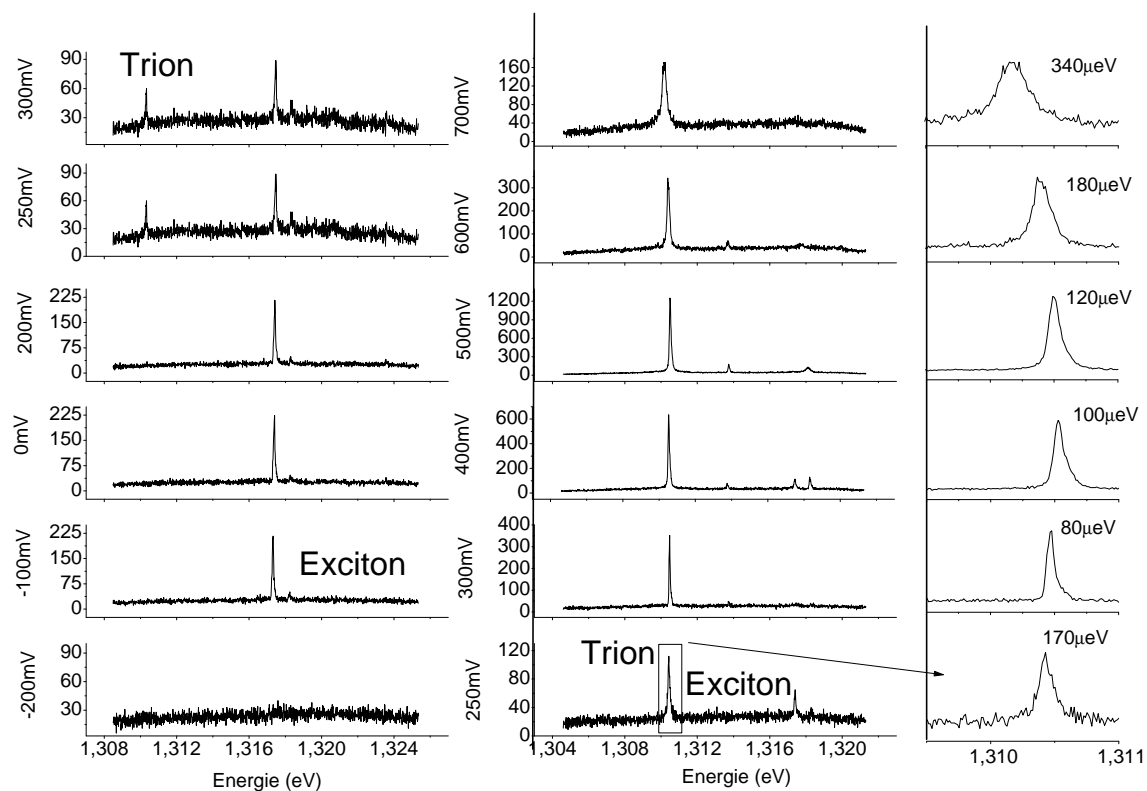 300mV
90
60
30
Trion
250mV
90
60
30
0
200mV
225
150
75
0
0mV
225
150
75
0
-100mV
225
150
75
0
Exciton
-200mV
90
60
30
1,308 1,312 1,316 1,320 1,324
Energie (eV)
700mV
160
120
80
40
0
600mV
300
200
100
0
500mV
1200
900
600
300
0
400mV
600
400
200
0
300mV
400
300
200
100
0
250mV
120
80
40
0
Trion
Exciton
1,304 1,308 1,312 1,316 1,320
Energie (eV)
340µeV
180µeV
120µeV
100µeV
80µeV
170µeV
1,310 1,311